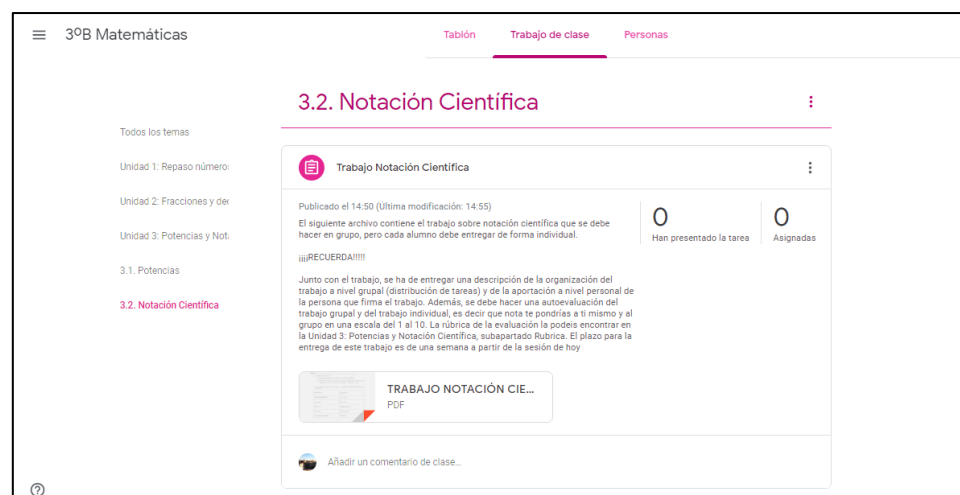 3ºB Matemáticas
Tablón
Trabajo de clase
Personas
3.2. Notación Científica
Todos los temas
Unidad 1: Repaso número
Unidad 2: Fracciones y de
Unidad 3: Potencias y Not
3.1. Potencias
3.2. Notación Científica
Trabajo Notación Científica
Publicado el 14:50 (Última modificación: 14:55)
El siguiente archivo contiene el trabajo sobre notación científica que se debe
hacer en grupo, pero cada alumno debe entregar de forma individual.
¡¡¡¡RECUERDA!!!!!
Junto con el trabajo, se ha de entregar una descripción de la organización del
trabajo a nivel grupal (distribución de tareas) y de la aportación a nivel personal de
la persona que firma el trabajo. Además, se debe hacer una autoevaluación del
trabajo grupal y del trabajo individual, es decir que nota te pondrías a ti mismo y al
grupo en una escala del 1 al 10. La rúbrica de la evaluación la podeis encontrar en
la Unidad 3: Potencias y Notación Científica, subapartado Rubrica. El plazo para la
entrega de este trabajo es de una semana a partir de la sesión de hoy
0
Han presentado la tarea
0
Asignadas
TRABAJO NOTACIÓN CIE...
PDF
Añadir un comentario de clase...